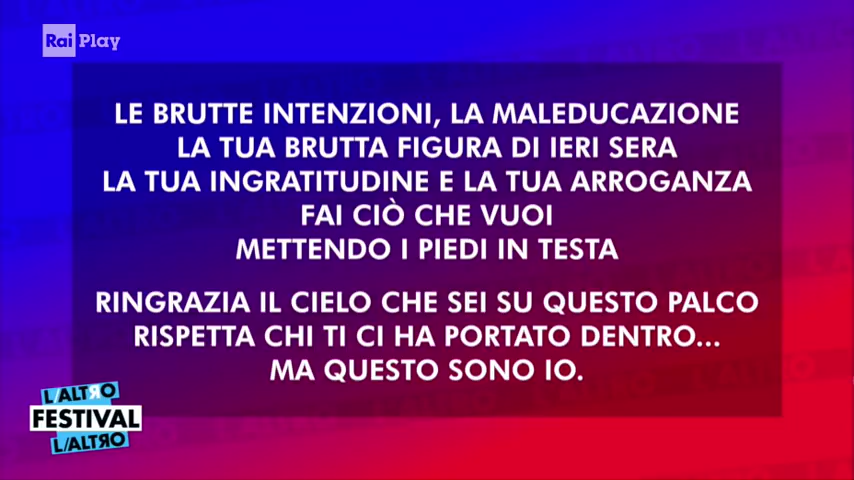 Rai Play
LE BRUTTE INTENZIONI, LA MALEDUCAZIONE
LA TUA BRUTTA FIGURA DI IERI SERA
LA TUA INGRATITUDINE E LA TUA ARROGANZA
FAI CIÒ CHE VUOI
METTENDO I PIEDI IN TESTA
RINGRAZIA IL CIELO CHE SEI SU QUESTO PALCO
RISPETTA CHI TI CI HA PORTATO DENTRO...
MA QUESTO SONO IO.
L'ALTRO
FESTIVAL
L'ALTRO